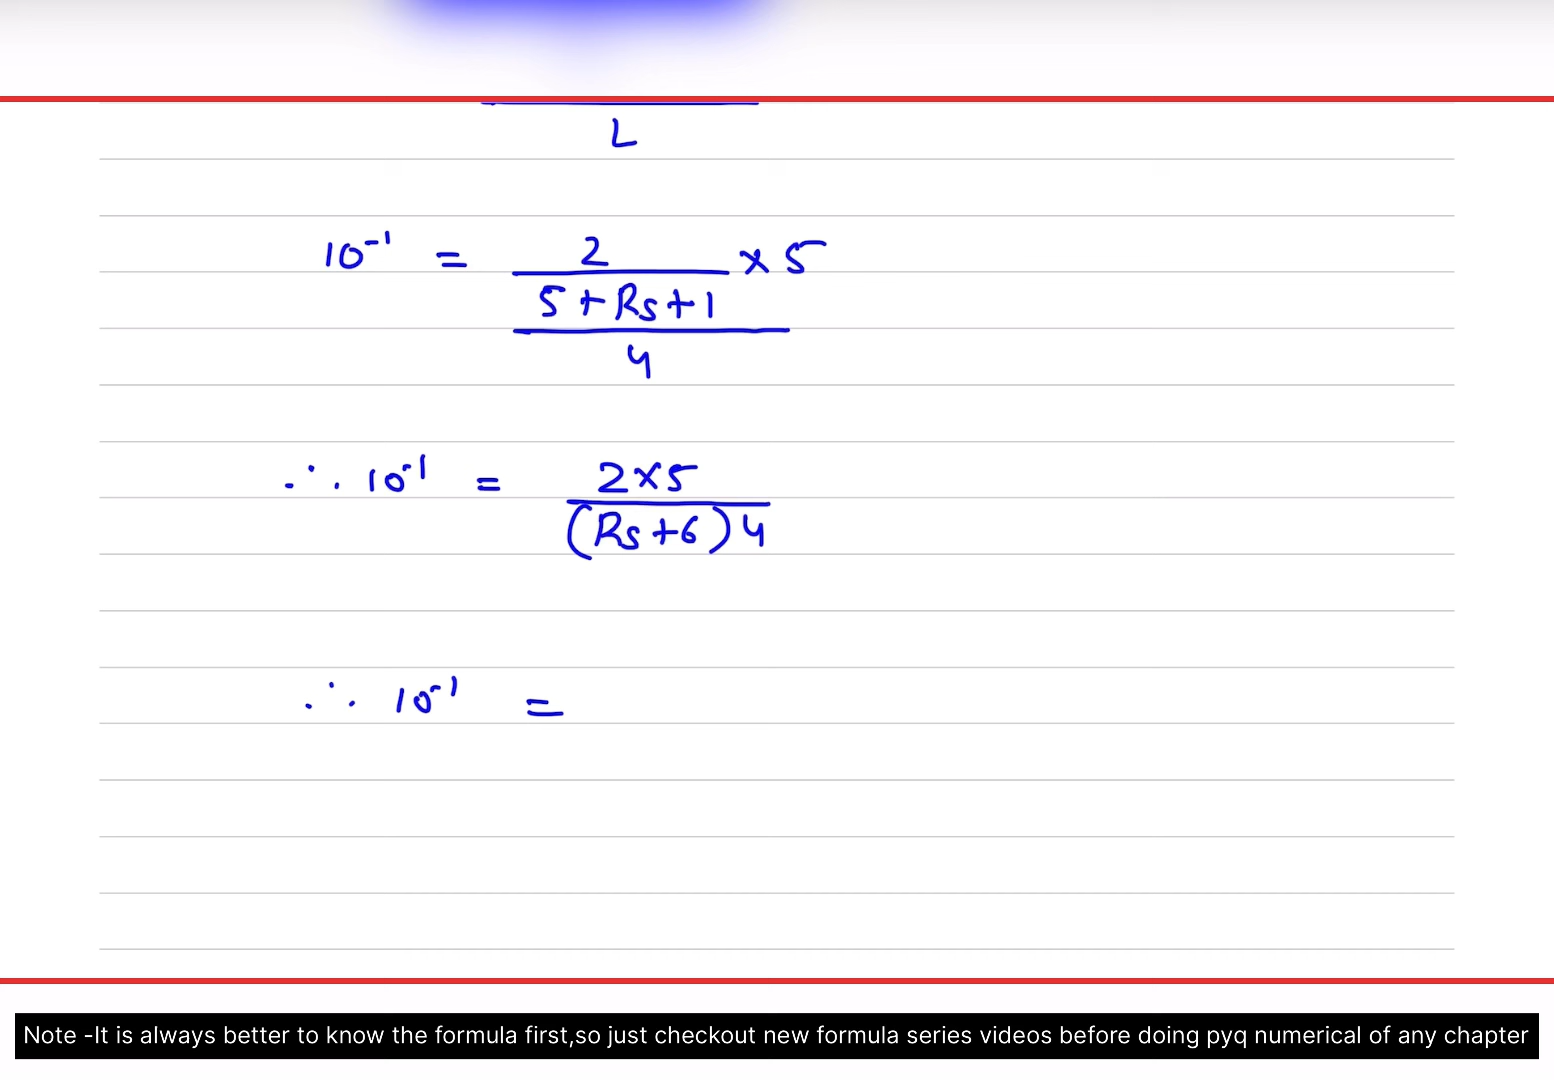 L
10⁻¹ = 2 × 5
5 + Rs + 1
4
∴ 10⁻¹ = 2×5
(Rs+6)4
∴ 10⁻¹ =
Note -It is always better to know the formula first,so just checkout new formula series videos before doing pyq numerical of any chapter